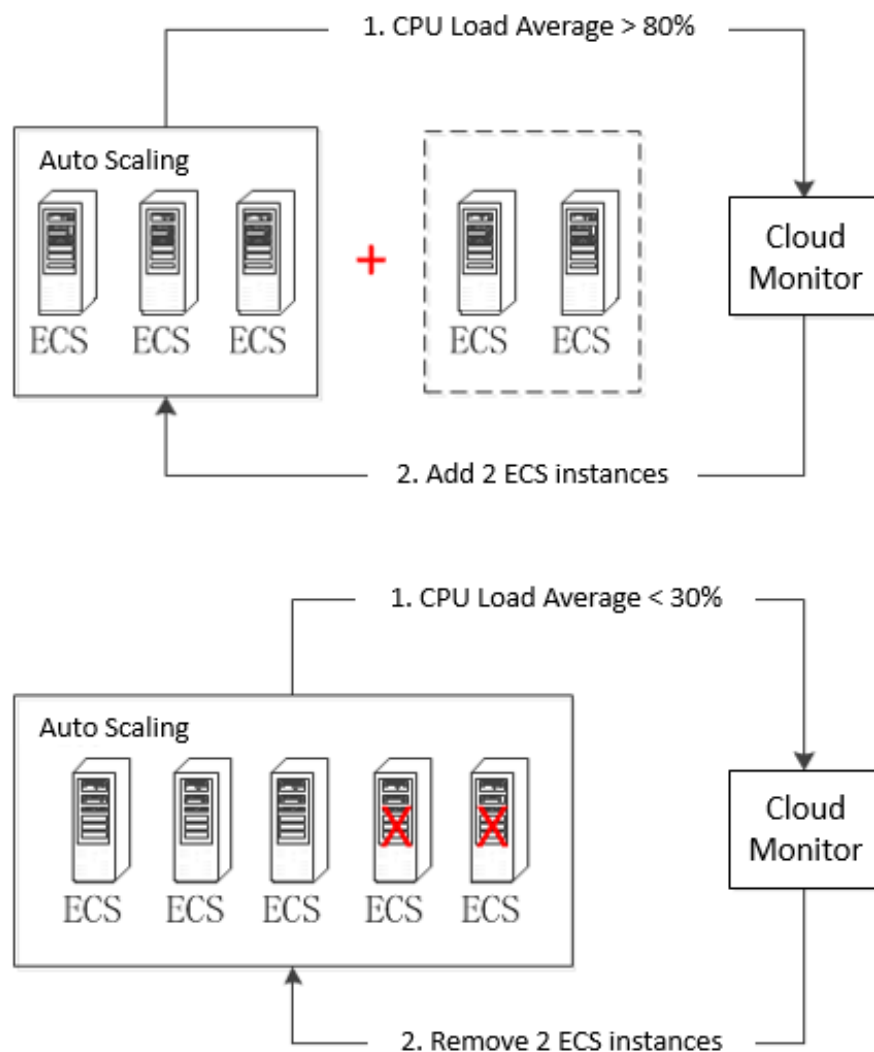 1. CPU Load Average > 80%
Auto Scaling
ECS ECS ECS
+
ECS ECS
Cloud
Monitor
2. Add 2 ECS instances
1. CPU Load Average < 30%
Auto Scaling
X X
ECS ECS ECS ECS ECS
Cloud
Monitor
2. Remove 2 ECS instances